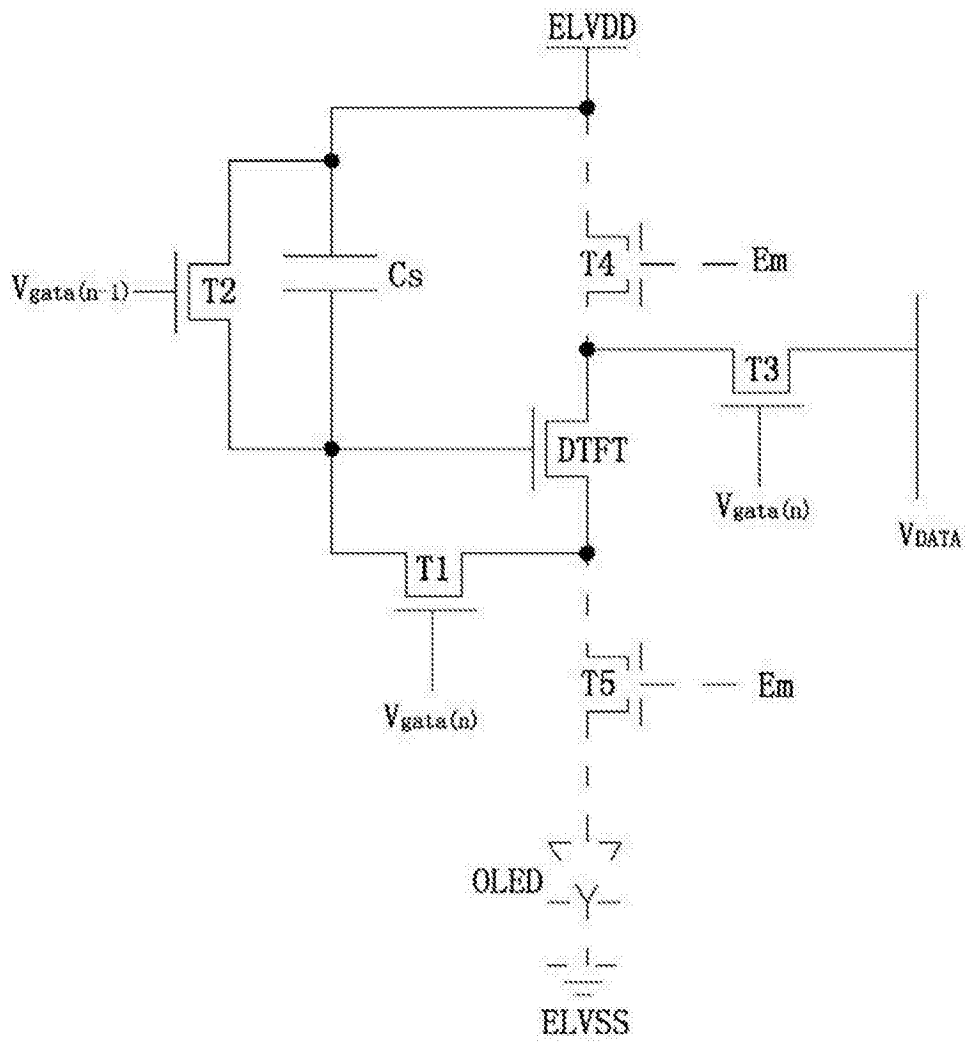 ELVDD
T4
Em
Vgata(n-1)
T2
Cs
T3
DTFT
Vgata(n)
VDATA
T1
T5
Em
Vgata(n)
OLED
ELVSS